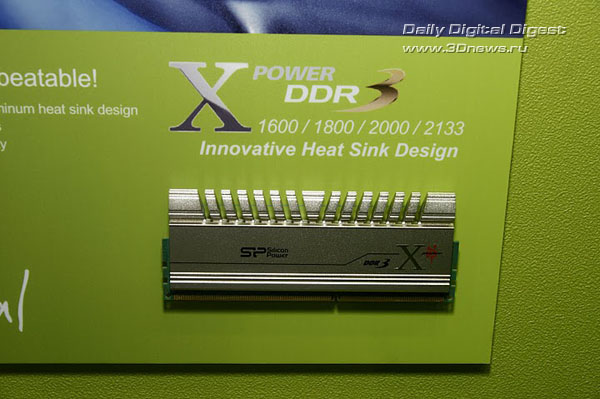 Daily Digital Digest
www.3Dnews.ru
beatable!
X POWER
DDR3
1600 / 1800 / 2000 / 2133
Innovative Heat Sink Design
minum heat sink design
s
y
SP Silicon
Power
DDR3 X
al